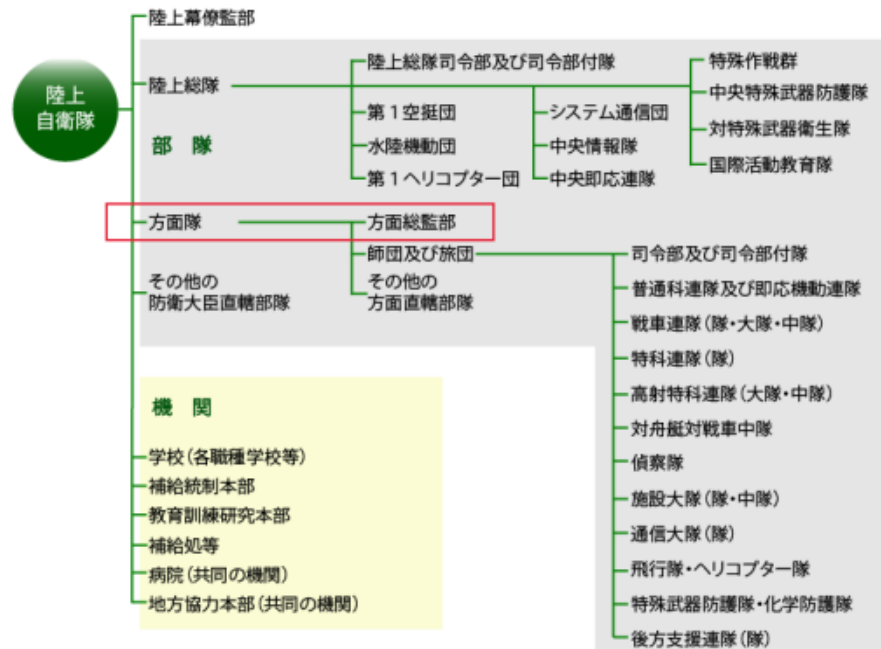 陸上
自衛隊
陸上幕僚監部
部 隊
陸上総隊
陸上総隊司令部及び司令部付隊
第1空挺団
水陸機動団
第1ヘリコプター団
システム通信団
中央情報隊
中央即応連隊
特殊作戦群
中央特殊武器防護隊
対特殊武器衛生隊
国際活動教育隊
方面隊
方面総監部
師団及び旅団
その他の
方面直轄部隊
司令部及び司令部付隊
普通科連隊及び即応機動連隊
戦車連隊(隊・大隊・中隊)
特科連隊(隊)
高射特科連隊(大隊・中隊)
対舟艇対戦車中隊
偵察隊
施設大隊(隊・中隊)
通信大隊(隊)
飛行隊・ヘリコプター隊
特殊武器防護隊・化学防護隊
後方支援連隊(隊)
その他の
防衛大臣直轄部隊
機 関
学校(各職種学校等)
補給統制本部
教育訓練研究本部
補給処等
病院(共同の機関)
地方協力本部(共同の機関)